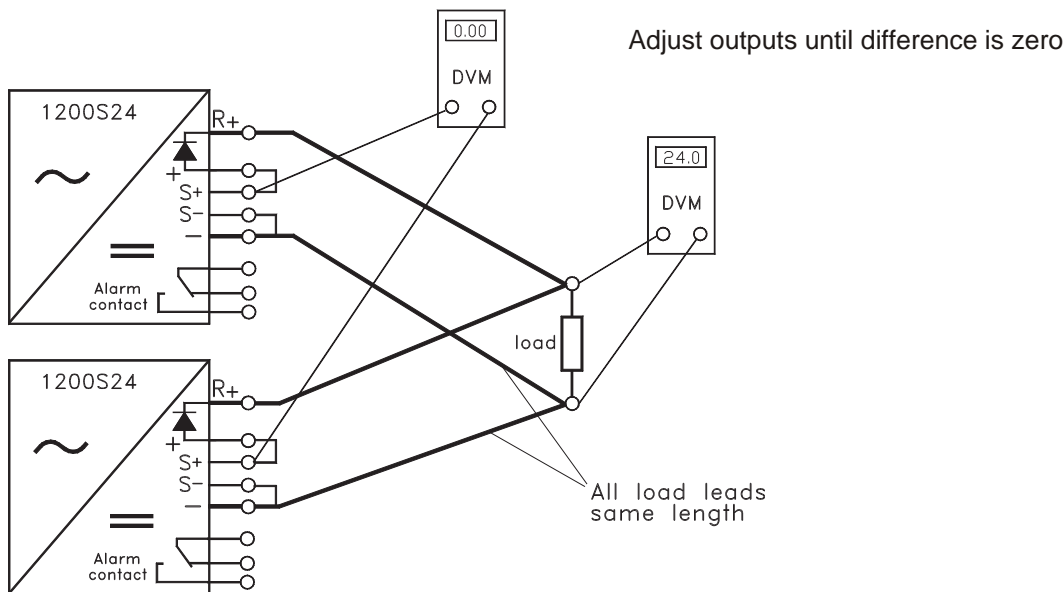 0.00
DVM
Adjust outputs until difference is zero
1200S24
R+
+
S+
S-
-
Alarm
contact
24.0
DVM
load
1200S24
R+
+
S+
S-
-
Alarm
contact
All load leads
same length